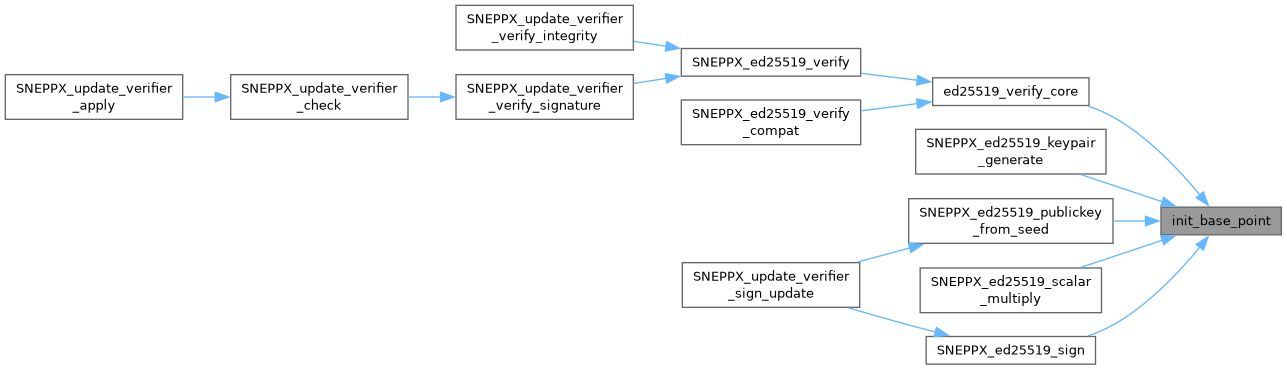 SNEPPX_update_verifier
_verify_integrity
SNEPPX_ed25519_verify
SNEPPX_update_verifier
_apply
SNEPPX_update_verifier
_check
SNEPPX_update_verifier
_verify_signature
ed25519_verify_core
SNEPPX_ed25519_verify
_compat
SNEPPX_ed25519_keypair
_generate
SNEPPX_ed25519_publickey
_from_seed
init_base_point
SNEPPX_update_verifier
_sign_update
SNEPPX_ed25519_scalar
_multiply
SNEPPX_ed25519_sign